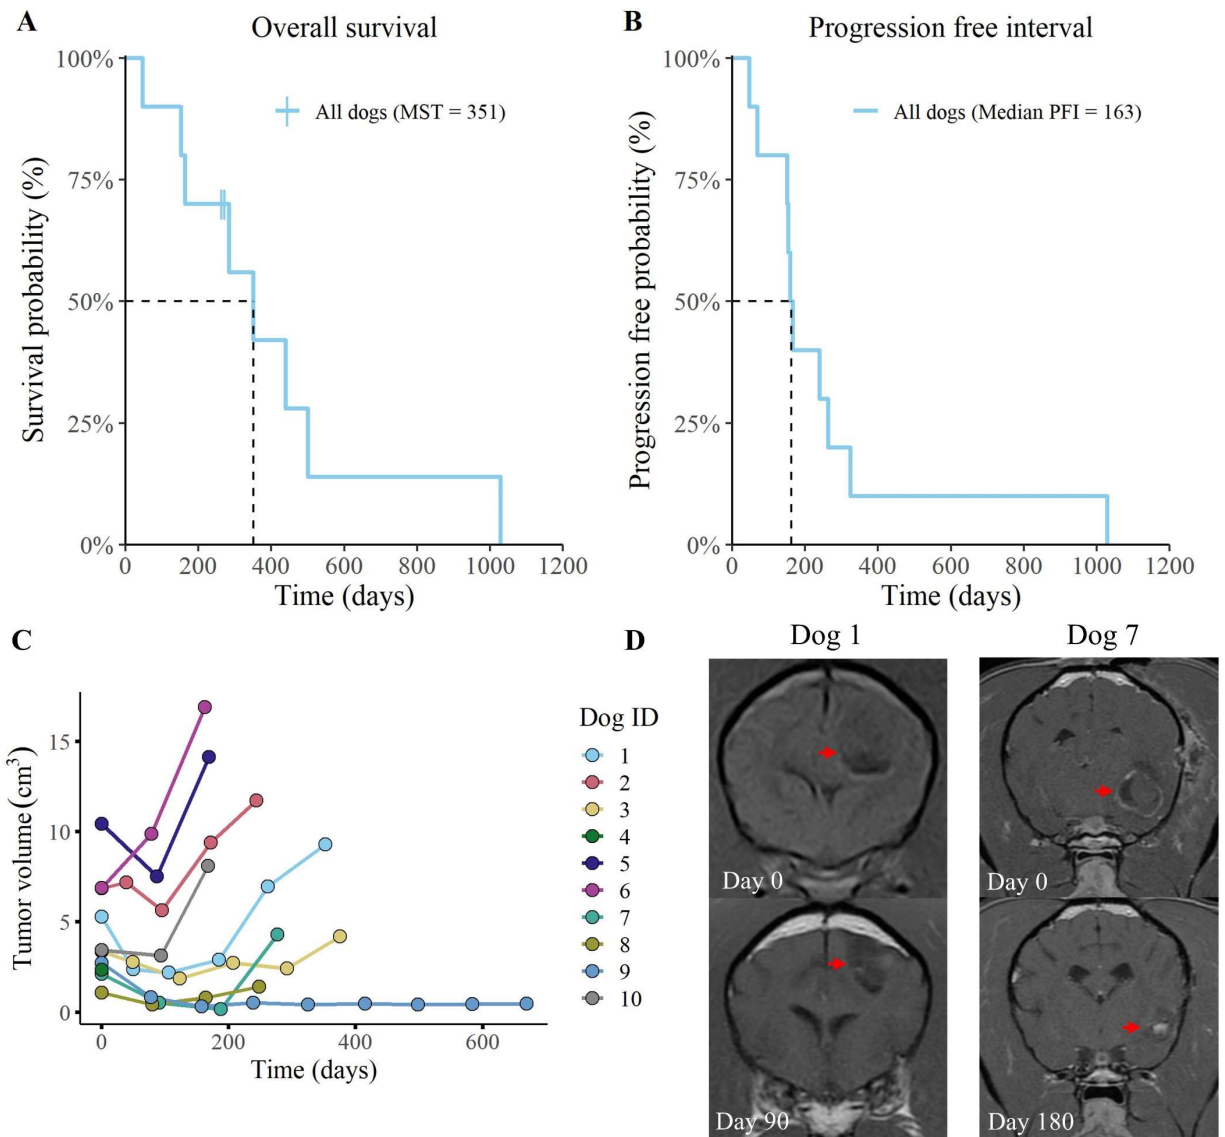 A
Overall survival
100%
75%
50%
25%
0%
Survival probability (%)
All dogs (MST = 351)
0 200 400 600 800 1000 1200
Time (days)
B
Progression free interval
100%
75%
50%
25%
0%
Progression free probability (%)
All dogs (Median PFI = 163)
0 200 400 600 800 1000 1200
Time (days)
C
Tumor volume (cm³)
15
10
5
0
0 200 400 600
Time (days)
Dog ID
1
2
3
4
5
6
7
8
9
10
D
Dog 1
Dog 7
Day 0
Day 0
Day 90
Day 180